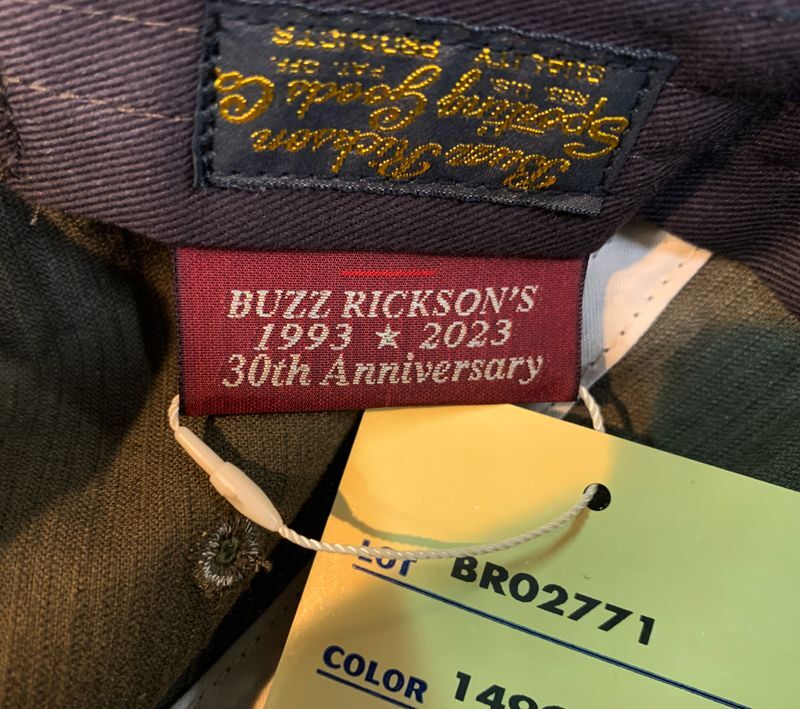 Buzz Rickson
Sporting Goods Co
REG. U.S. PAT. OFF.
QUALITY PRODUCTS
BUZZ RICKSON'S
1993 ★ 2023
30th Anniversary
LOT BR02771
COLOR